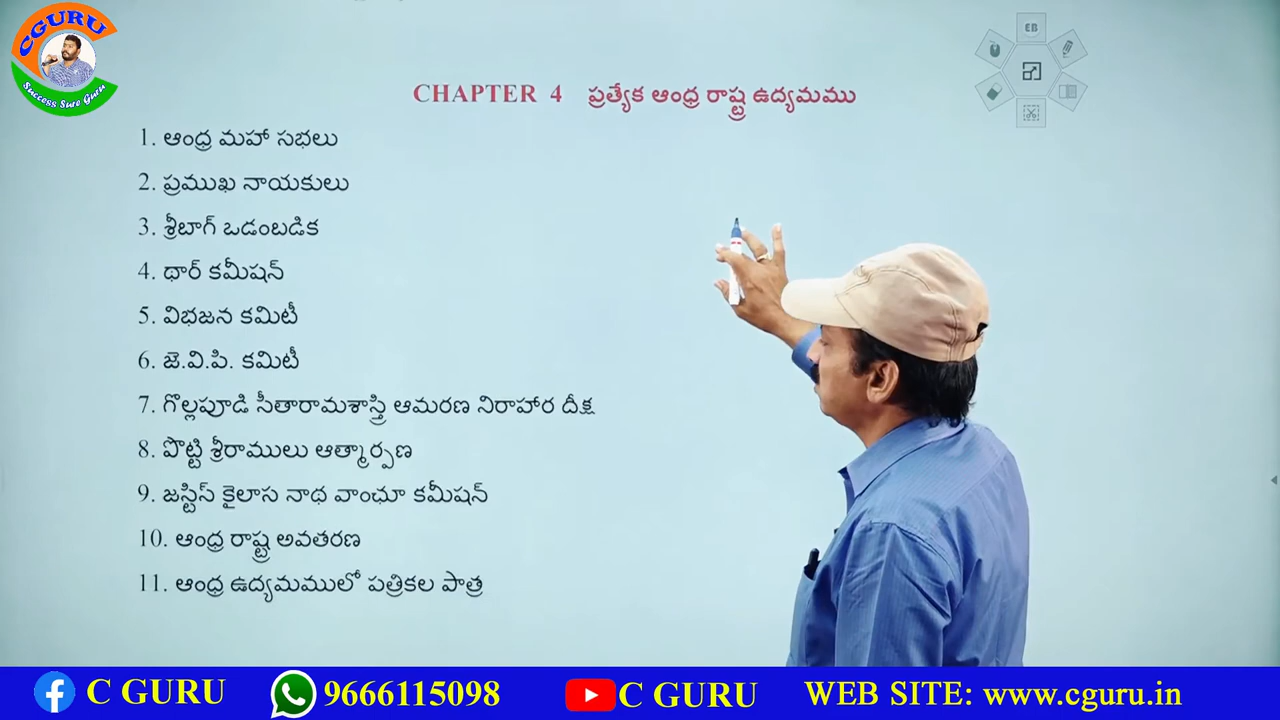 CGURU
Success Sure Guru
EB
CHAPTER 4 ప్రత్యేక ఆంధ్ర రాష్ట్ర ఉద్యమము
1. ఆంధ్ర మహా సభలు
2. ప్రముఖ నాయకులు
3. శ్రీబాగ్ ఒడంబడిక
4. థార్ కమీషన్
5. విభజన కమిటీ
6. జె.వి.పి. కమిటీ
7. గొల్లపూడి సీతారామశాస్త్రి ఆమరణ నిరాహార దీక్ష
8. పొట్టి శ్రీరాములు ఆత్మార్పణ
9. జస్టిస్ కైలాస నాథ వాంఛూ కమీషన్
10. ఆంధ్ర రాష్ట్ర అవతరణ
11. ఆంధ్ర ఉద్యమములో పత్రికల పాత్ర
C GURU 9666115098 C GURU WEB SITE: www.cguru.in